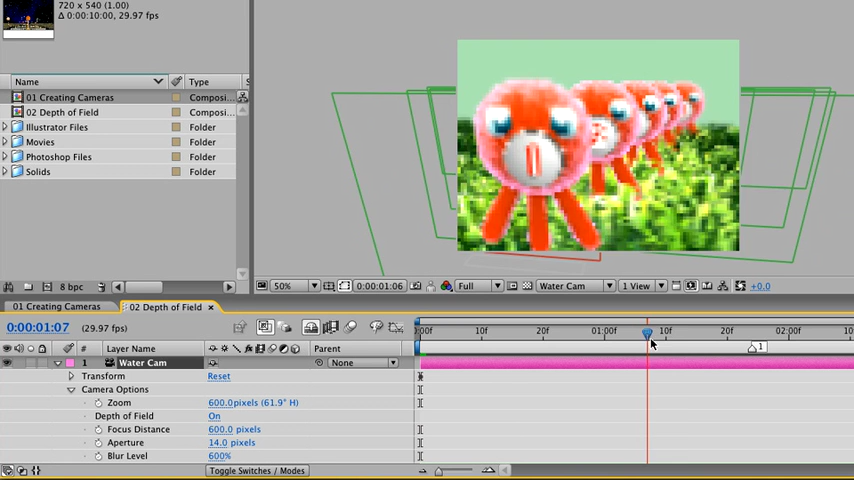 720 x 540 (1.00)
Δ 0:00:10:00, 29.97 fps
Name Type S
01 Creating Cameras Composi...
02 Depth of Field Composi...
Illustrator Files Folder
Movies Folder
Photoshop Files Folder
Solids Folder
8 bpc
50% 0:00:01:06 Full Water Cam 1 View +0.0
01 Creating Cameras 02 Depth of Field
0:00:01:07 (29.97 fps)
:00f 10f 20f 01:00f 10f 20f 02:00f 10
# Layer Name Parent
1 Water Cam None 1
Transform Reset
Camera Options
Zoom 600.0 pixels (61.9° H)
Depth of Field On
Focus Distance 600.0 pixels
Aperture 14.0 pixels
Blur Level 600%
Toggle Switches / Modes